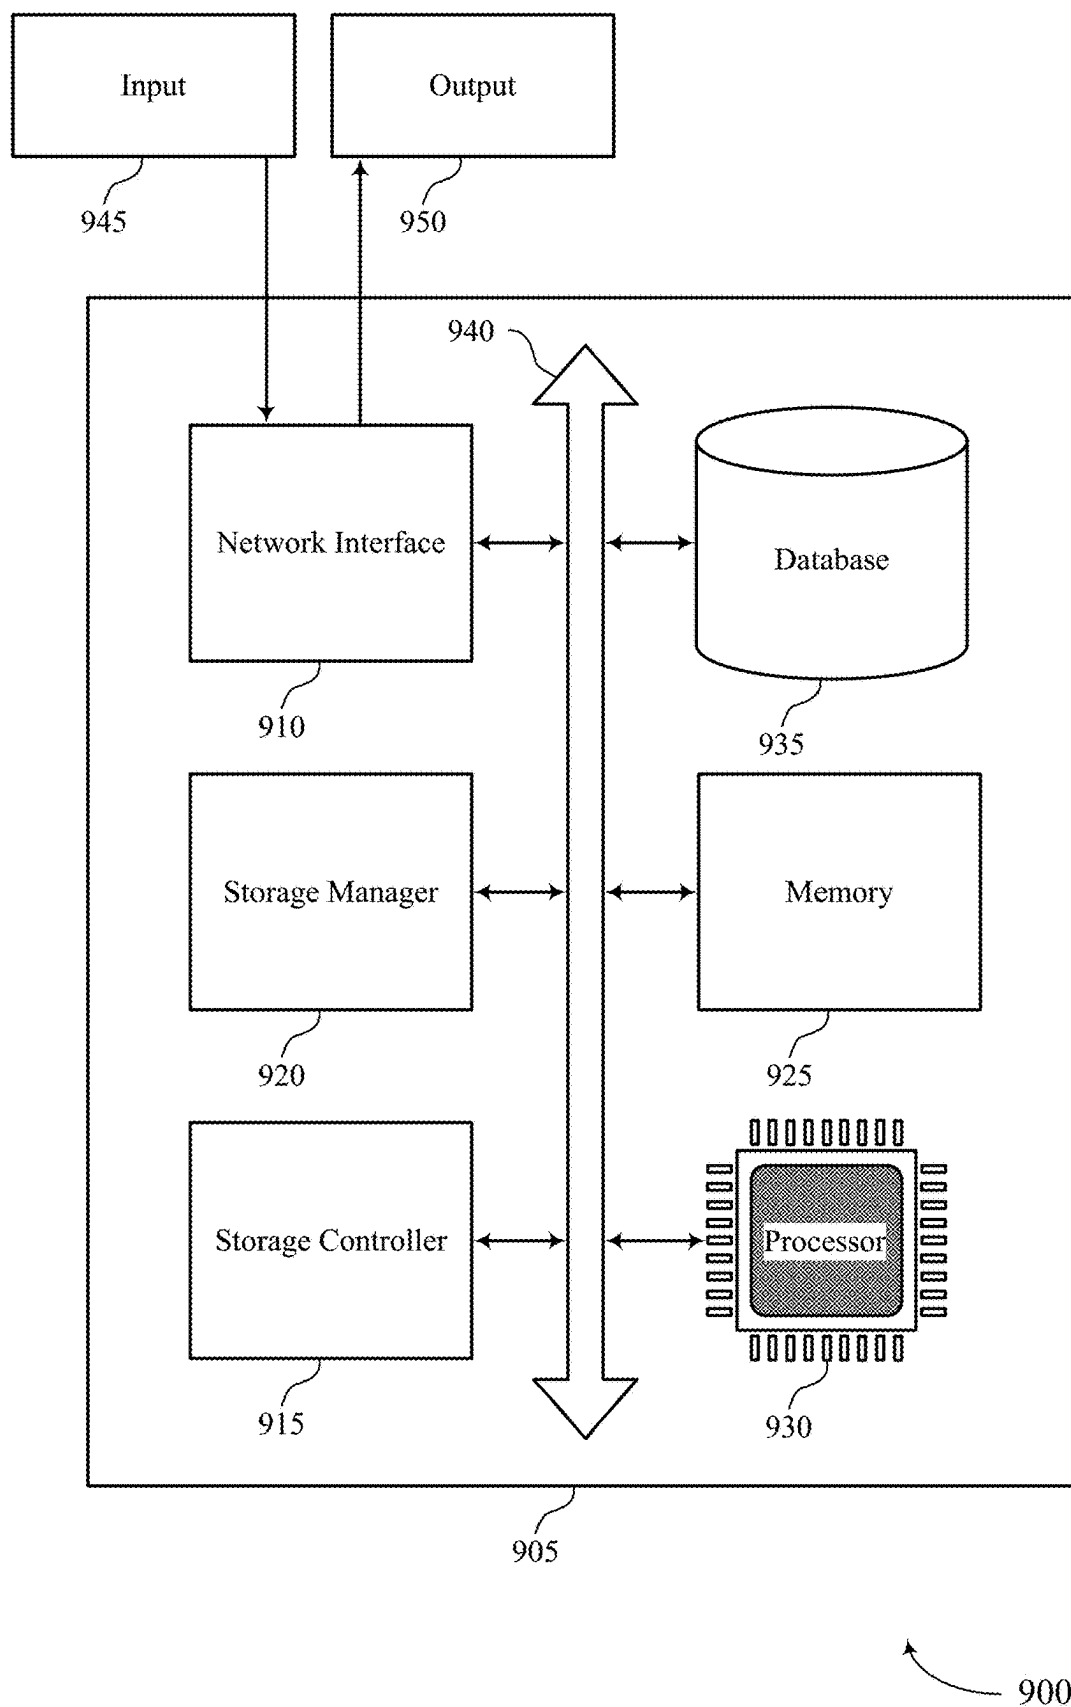 Input
Output
945
950
940
Network Interface
Database
910
935
Storage Manager
Memory
920
925
Storage Controller
Processor
915
930
905
900